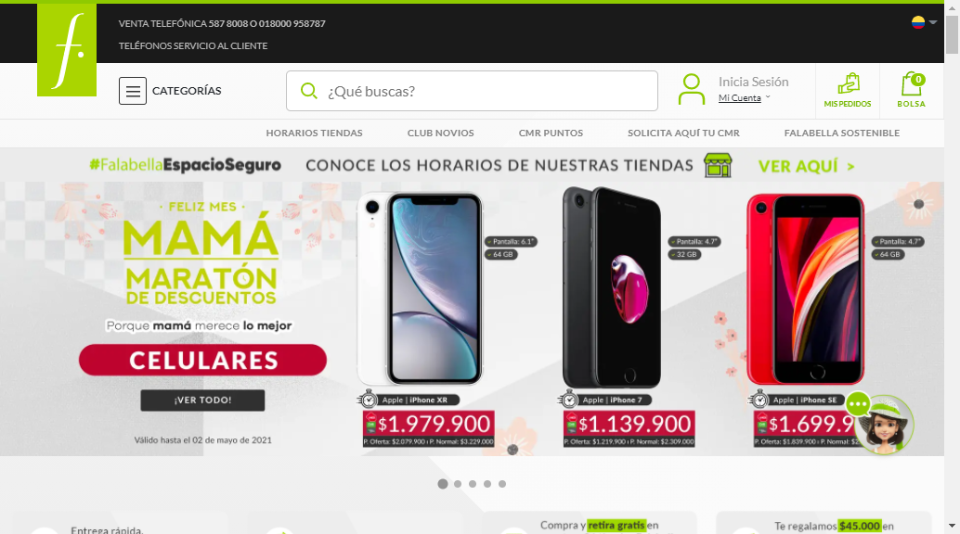 f.
VENTA TELEFÓNICA 587 8008 O 018000 958787
TELÉFONOS SERVICIO AL CLIENTE
CATEGORÍAS
¿Qué buscas?
Inicia Sesión
Mi Cuenta
MIS PEDIDOS
0
BOLSA
HORARIOS TIENDAS
CLUB NOVIOS
CMR PUNTOS
SOLICITA AQUÍ TU CMR
FALABELLA SOSTENIBLE
#FalabellaEspacioSeguro
CONOCE LOS HORARIOS DE NUESTRAS TIENDAS
VER AQUÍ >
· FELIZ MES ·
MAMÁ
MARATÓN
DE DESCUENTOS
Porque mamá merece lo mejor
CELULARES
¡VER TODO!
Válido hasta el 02 de mayo de 2021
Pantalla: 6.1"
64 GB
Apple | iPhone XR
$1.979.900
P. Oferta: $2.079.900 › P. Normal: $3.229.000
Pantalla: 4.7"
32 GB
Apple | iPhone 7
$1.139.900
P. Oferta: $1.219.900 › P. Normal: $2.309.000
Pantalla: 4.7"
64 GB
Apple | iPhone SE
$1.699.9
P. Oferta: $1.839.900 › P. Normal: $2
Entrega rápida,
Compra y retira gratis en
Te regalamos $45.000 en